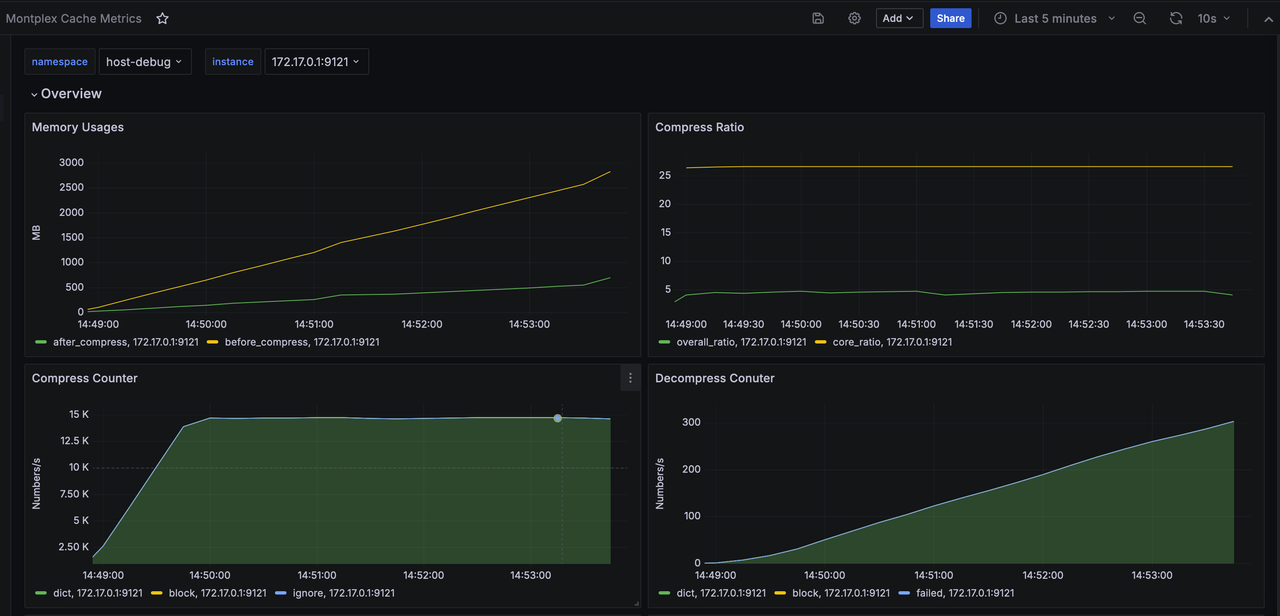 Montplex Cache Metrics
Add
Share
Last 5 minutes
10s
namespace host-debug instance 172.17.0.1:9121
Overview
Memory Usages
MB
3000
2500
2000
1500
1000
500
0
14:49:00 14:50:00 14:51:00 14:52:00 14:53:00
after_compress, 172.17.0.1:9121 before_compress, 172.17.0.1:9121
Compress Ratio
25
20
15
10
5
14:49:00 14:49:30 14:50:00 14:50:30 14:51:00 14:51:30 14:52:00 14:52:30 14:53:00 14:53:30
overall_ratio, 172.17.0.1:9121 core_ratio, 172.17.0.1:9121
Compress Counter
Numbers/s
15 K
12.5 K
10 K
7.50 K
5 K
2.50 K
14:49:00 14:50:00 14:51:00 14:52:00 14:53:00
dict, 172.17.0.1:9121 block, 172.17.0.1:9121 ignore, 172.17.0.1:9121
Decompress Conuter
Numbers/s
300
200
100
0
14:49:00 14:50:00 14:51:00 14:52:00 14:53:00
dict, 172.17.0.1:9121 block, 172.17.0.1:9121 failed, 172.17.0.1:9121